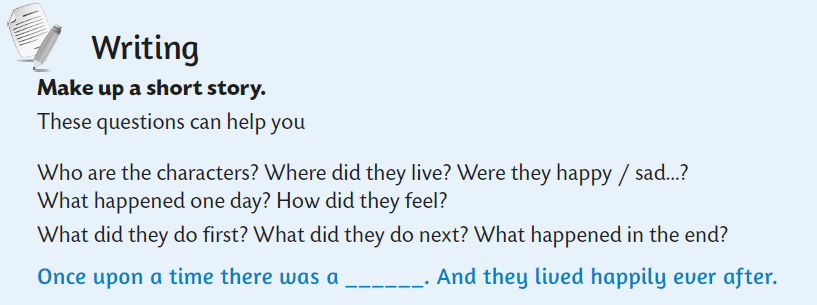 Writing
Make up a short story.
These questions can help you
Who are the characters? Where did they live? Were they happy / sad...?
What happened one day? How did they feel?
What did they do first? What did they do next? What happened in the end?
Once upon a time there was a ______. And they lived happily ever after.